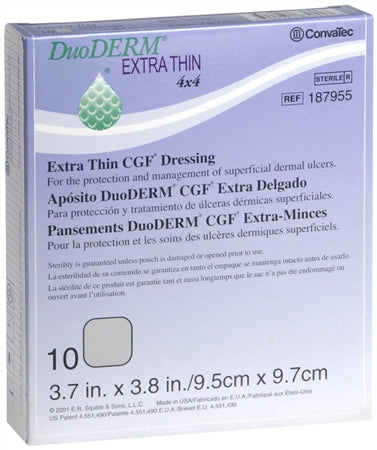 DuoDERM®
ConvaTec
® EXTRA THIN
4x4
STERILE R
REF 187955
Extra Thin CGF® Dressing
For the protection and management of superficial dermal ulcers.
Apósito DuoDERM® CGF® Extra Delgado
Para protección y tratamiento de úlceras dérmicas superficiales.
Pansements DuoDERM® CGF® Extra-Minces
Pour la protection et les soins des ulcères dermiques superficiels.
Sterility is guaranteed unless pouch is damaged or opened prior to use.
La esterilidad de su contenido se garantiza en tanto el empaque se mantenga intacto antes de usarlo.
La stérilité de ce produit est garantie tant et aussi longtemps que le sac n'a pas été endommagé ou
ouvert avant l'utilisation.
10
3.7 in. x 3.8 in./9.5cm x 9.7cm
Made in USA/Fabricado en E.U.A./Fabriqué aux États-Unis
© 2001 E.R. Squibb & Sons, L.L.C.
US Patent 4,551,490/Patente 4,551,490 E.U.A/Brevet E.U. 4,551,490